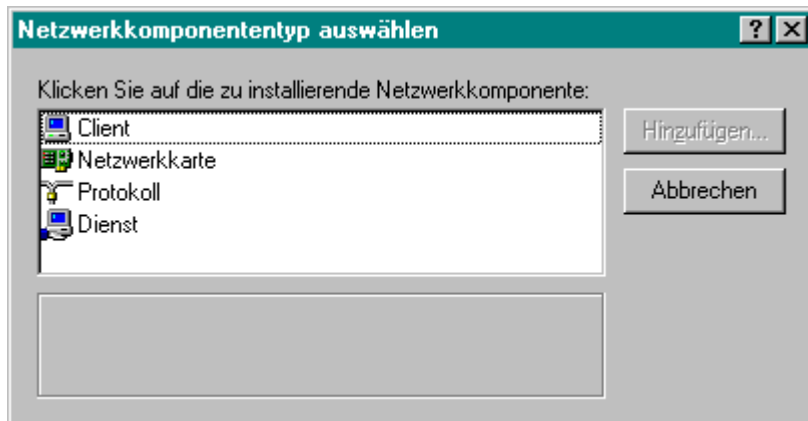 Netzwerkkomponententyp auswählen
Klicken Sie auf die zu installierende Netzwerkkomponente:
Client
Netzwerkkarte
Protokoll
Dienst
Hinzufügen...
Abbrechen